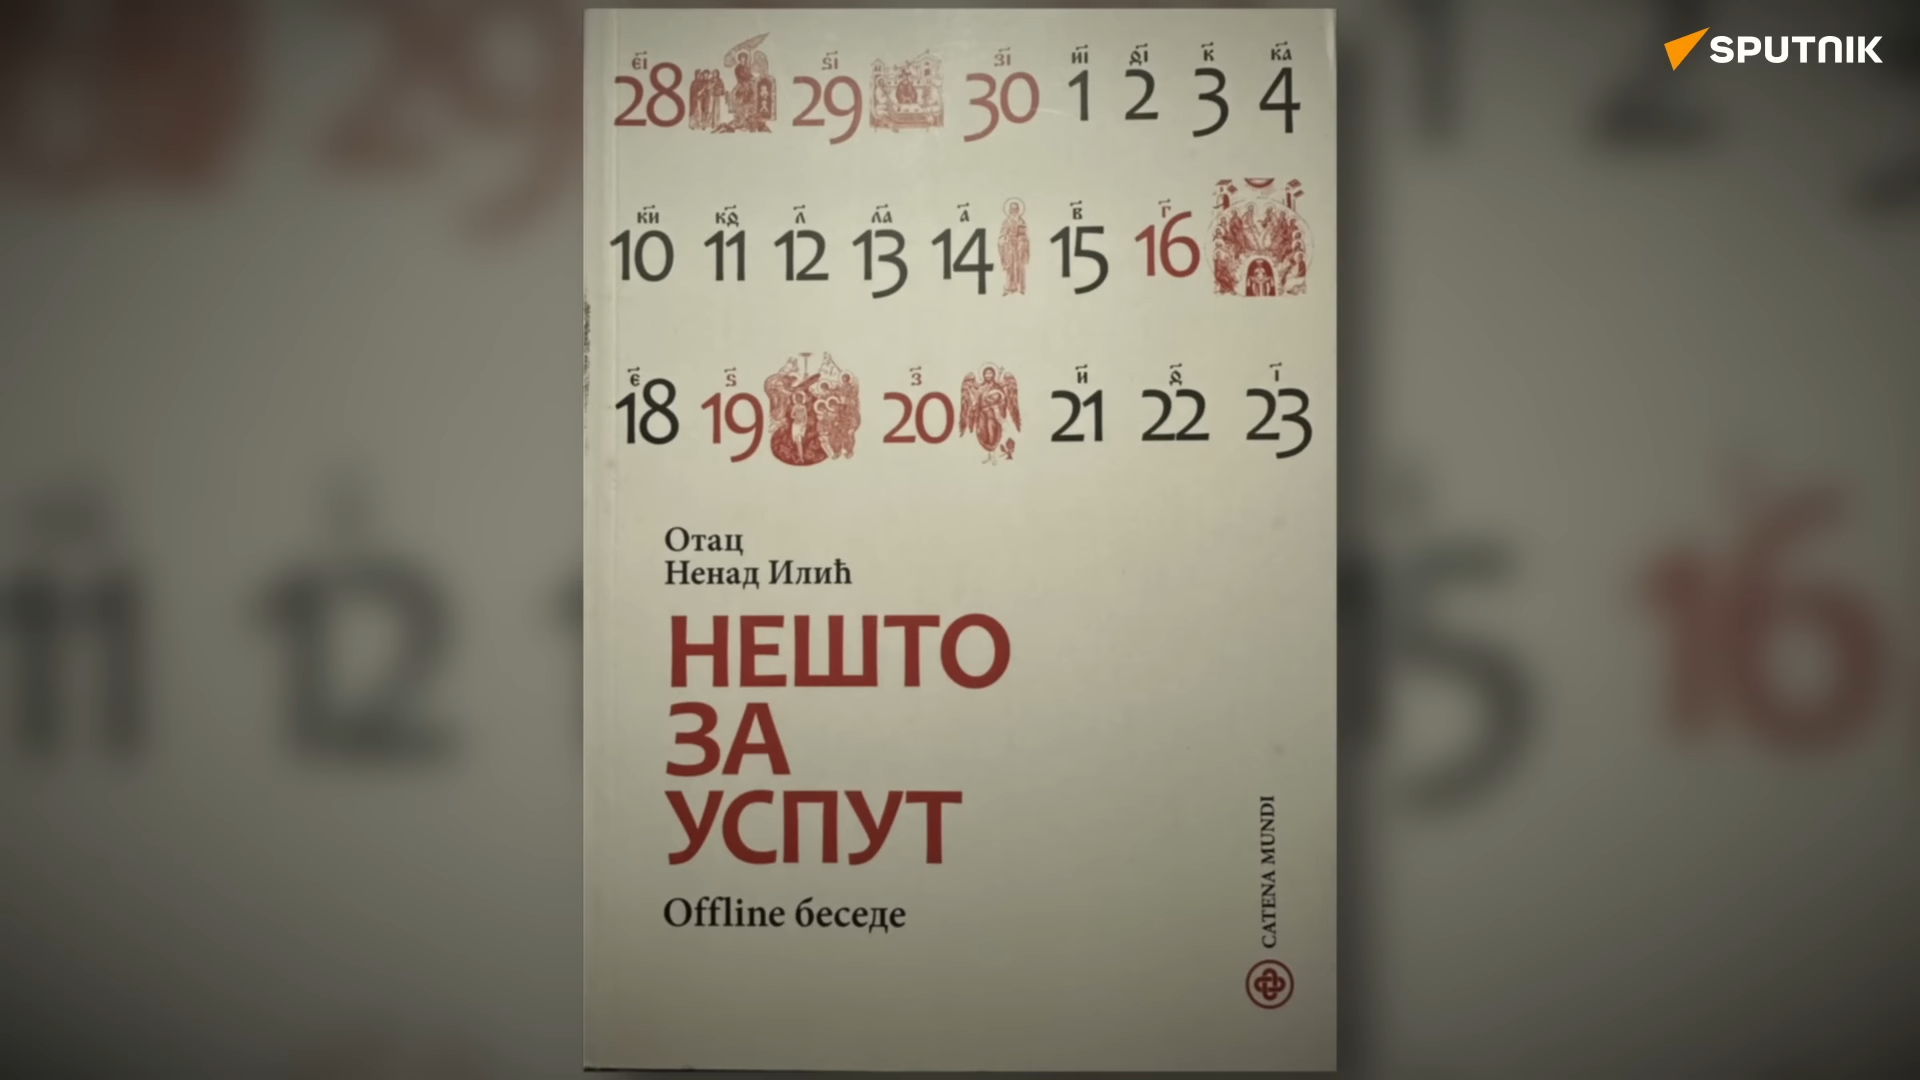 SPUTNIK
28 29 30 1 2 3 4
10 11 12 13 14 15 16
18 19 20 21 22 23
Отац
Ненад Илић
НЕШТО
ЗА
УСПУТ
Offline беседе
CATENA MUNDI